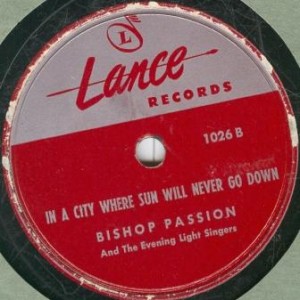 L
Lance
RECORDS
1026 B
IN A CITY WHERE SUN WILL NEVER GO DOWN
BISHOP PASSION
And The Evening Light Singers